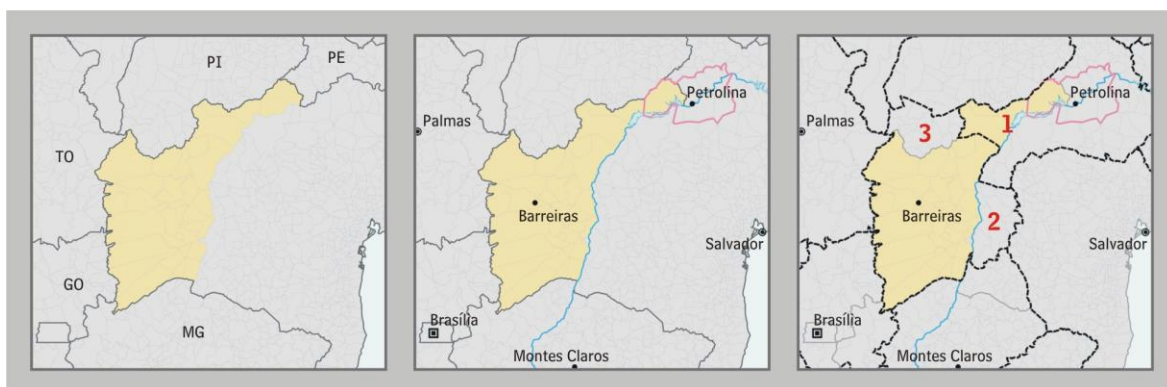 PI
PE
TO
GO
MG
Petrolina
Palmas
Barreiras
Salvador
Brasília
Montes Claros
Petrolina
1
Palmas
3
Barreiras
2
Salvador
Brasília
Montes Claros